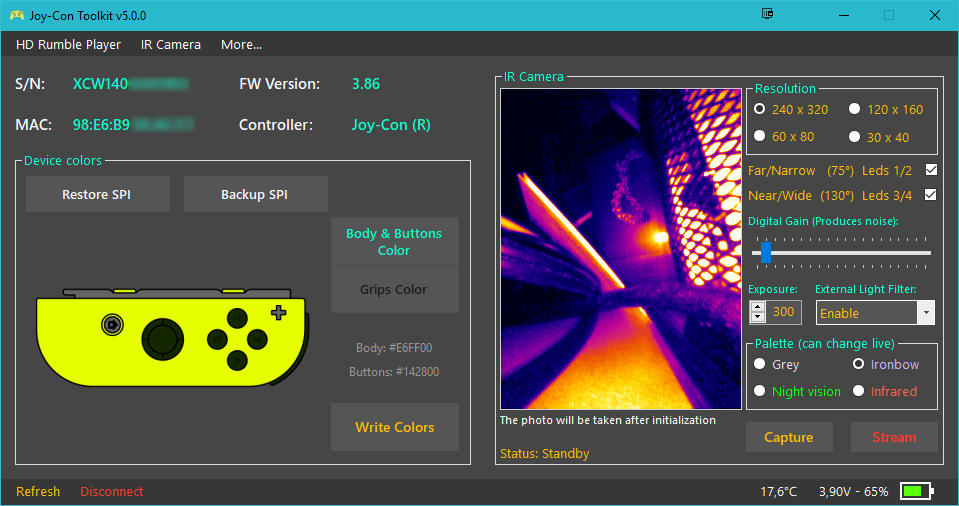 Joy-Con Toolkit v5.0.0
HD Rumble Player IR Camera More...
S/N: XCW140
FW Version: 3.86
MAC: 98:E6:B9
Controller: Joy-Con (R)
Device colors
Restore SPI
Backup SPI
Body & Buttons
Color
Grips Color
Body: #E6FF00
Buttons: #142800
Write Colors
IR Camera
The photo will be taken after initialization
Status: Standby
Resolution
240 x 320
120 x 160
60 x 80
30 x 40
Far/Narrow (75°) Leds 1/2
Near/Wide (130°) Leds 3/4
Digital Gain (Produces noise):
Exposure:
300
External Light Filter:
Enable
Palette (can change live)
Grey
Ironbow
Night vision
Infrared
Capture
Stream
Refresh
Disconnect
17,6°C
3,90V - 65%